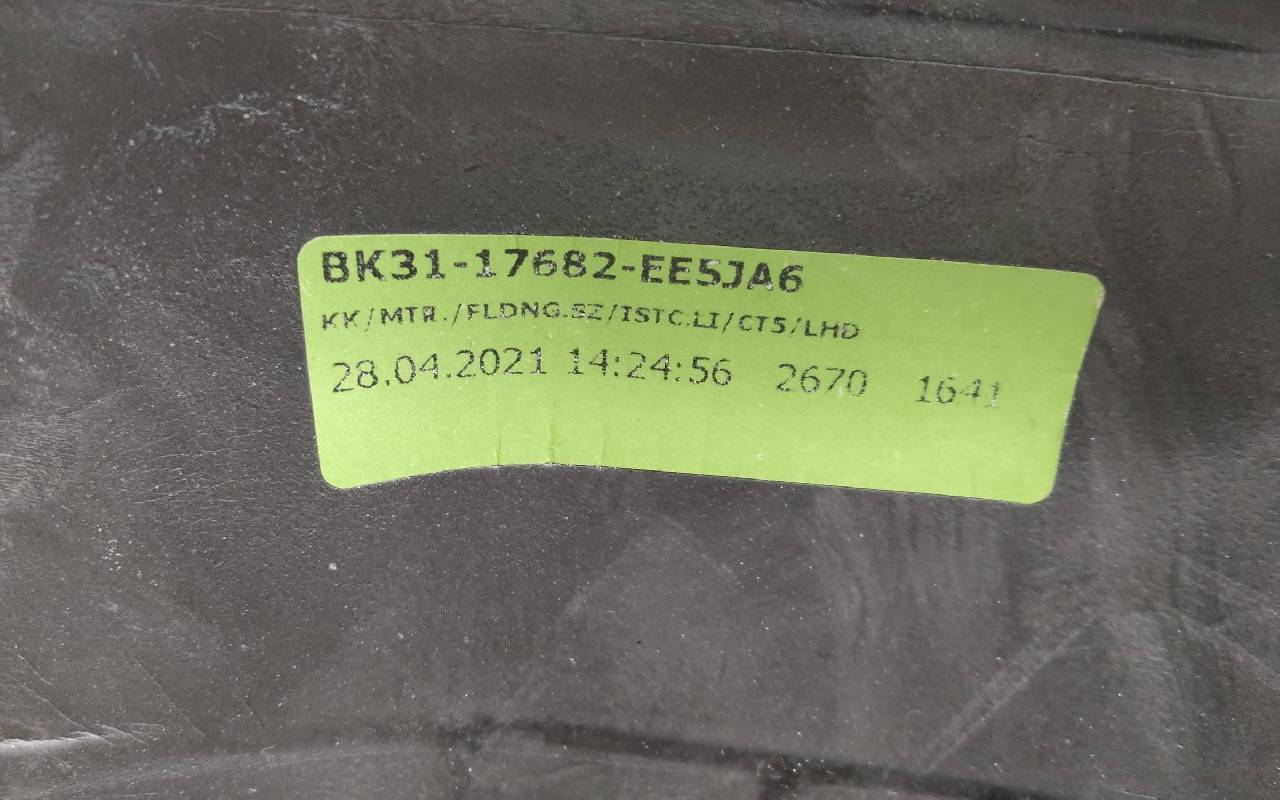 BK31-17682-EE5JA6
KK/MTR./FLDNG.SZ/ISTC.LI/CT5/LHD
28.04.2021 14:24:56 2670 1641